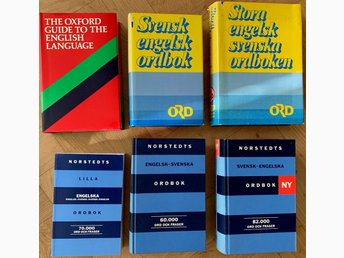 THE OXFORD
GUIDE TO THE
ENGLISH
LANGUAGE
Svensk
engelsk
ordbok
ORD
Stora
engelsk
svenska
ordboken
ORD
NORSTEDTS
LILLA
ENGELSKA
ORDBOK
70.000
ORD OCH FRASER
NORSTEDTS
ENGELSK-SVENSKA
ORDBOK
60.000
ORD OCH FRASER
NORSTEDTS
SVENSK-ENGELSKA
ORDBOK NY
82.000
ORD OCH FRASER